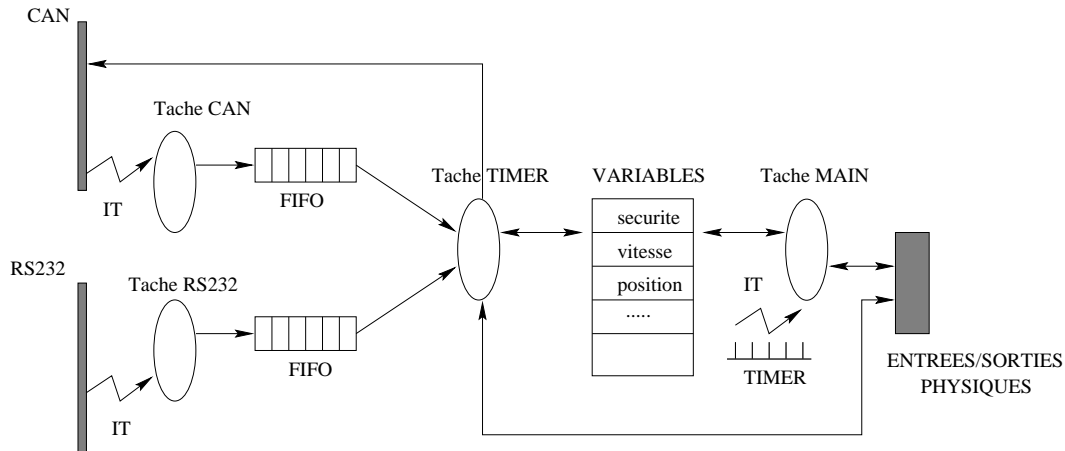 CAN
Tache CAN
IT
FIFO
Tache TIMER
VARIABLES
Tache MAIN
securite
vitesse
position
.....
RS232
Tache RS232
IT
FIFO
IT
TIMER
ENTREES/SORTIES
PHYSIQUES